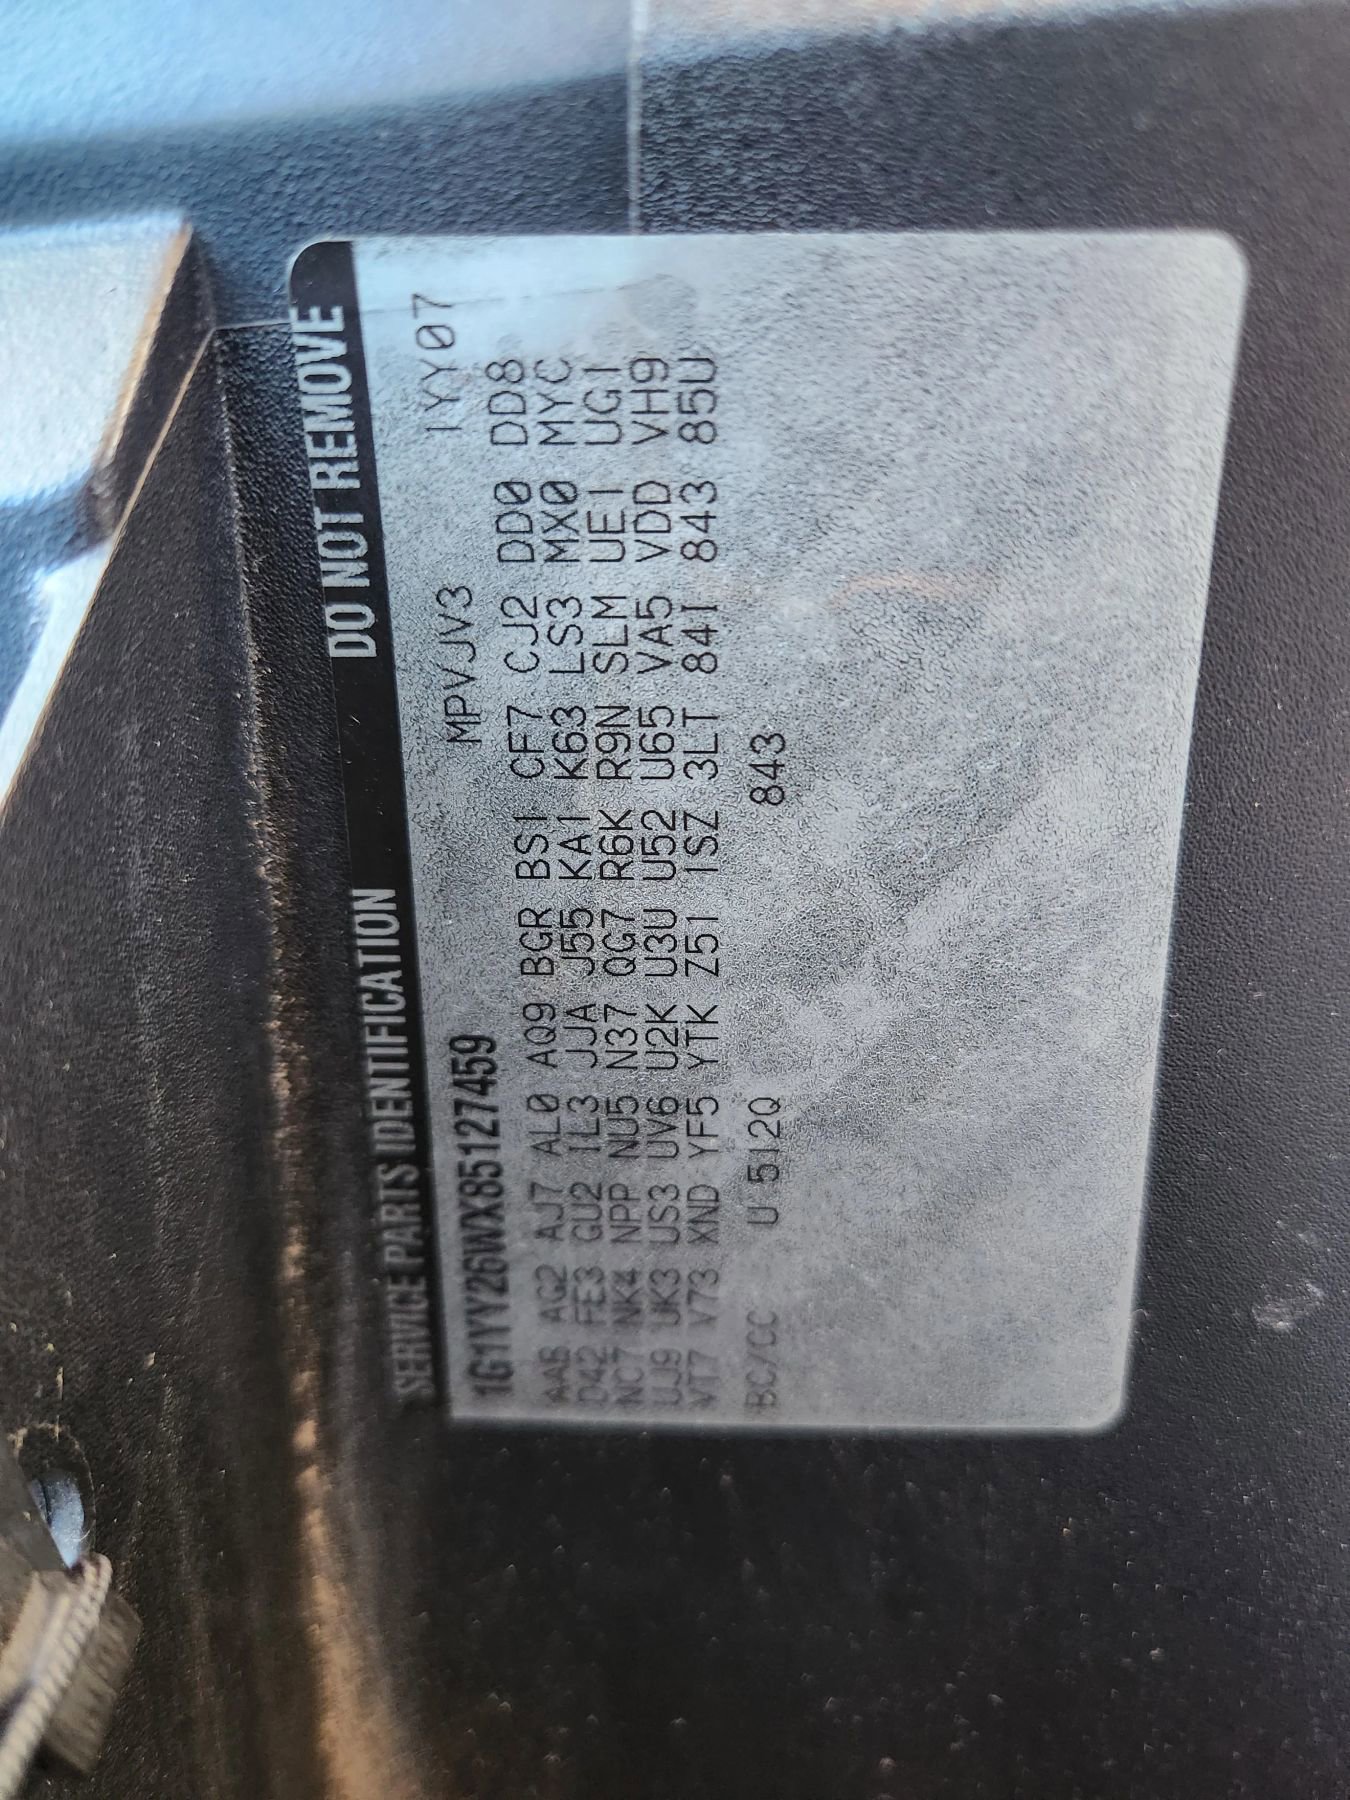 SERVICE PARTS IDENTIFICATION DO NOT REMOVE
1G1YY26WX85127459 MPVJV3 1YY07
AAB AG2 AJ7 AL0 AQ9 BGR BS1 CF7 CJ2 DD0 DD8
D42 FE3 GU2 IL3 JJA J55 KA1 K63 LS3 MX0 MYC
NC7 NK4 NPP NU5 N37 QG7 R6K R9N SLM UE1 UG1
UJ9 UK3 US3 UV6 U2K U3U U52 U65 VA5 VDD VH9
VT7 V73 XND YF5 YTK Z51 1SZ 3LT 84I 843 85U
BC/CC U 512Q 843